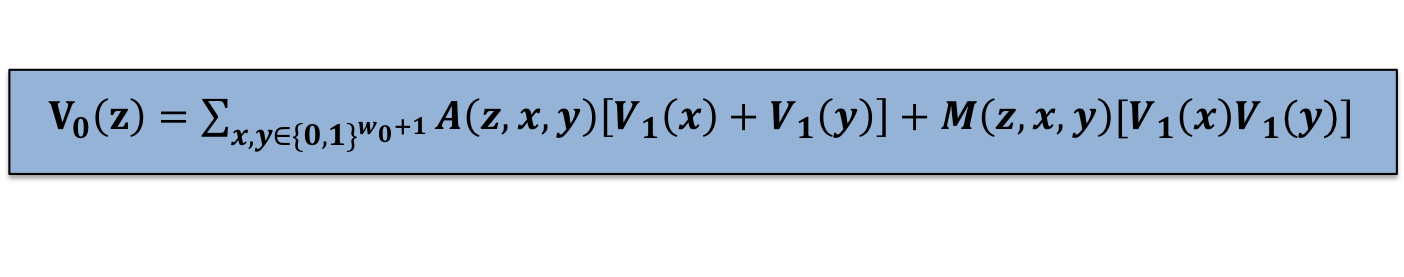 V₀(z) = ∑_{x,y∈{0,1}^{w₀+1}} A(z, x, y)[V₁(x) + V₁(y)] + M(z, x, y)[V₁(x)V₁(y)]